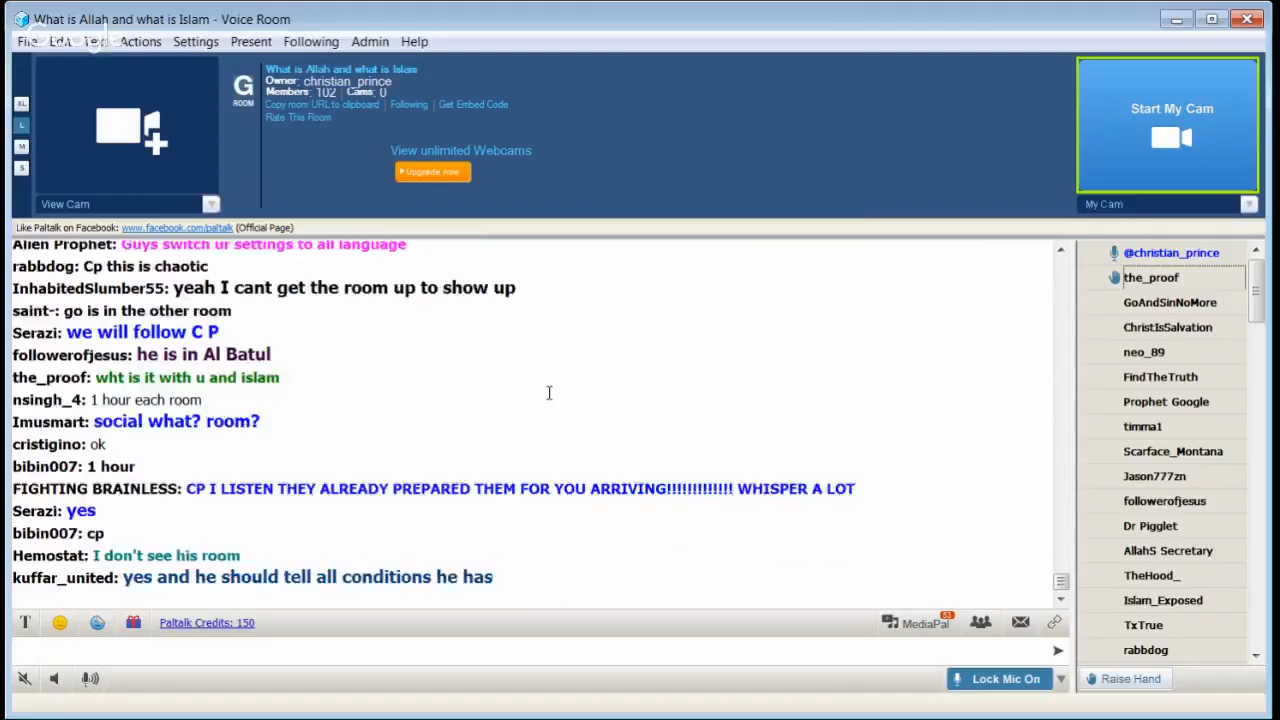 What is Allah and what is Islam - Voice Room
Google
File Edit Text Actions Settings Present Following Admin Help
XL
L
M
S
G
ROOM
What is Allah and what is Islam
Owner: christian_prince
Members: 102 Cams: 0
Copy room URL to clipboard | Following | Get Embed Code
Rate This Room
View unlimited Webcams
Upgrade now
Start My Cam
View Cam
My Cam
Like Paltalk on Facebook: www.facebook.com/paltalk (Official Page)
Alien Prophet: Guys switch ur settings to all language
rabbdog: Cp this is chaotic
InhabitedSlumber55: yeah I cant get the room up to show up
saint-: go is in the other room
Serazi: we will follow C P
followerofjesus: he is in Al Batul
the_proof: wht is it with u and islam
nsingh_4: 1 hour each room
Imusmart: social what? room?
cristigino: ok
bibin007: 1 hour
FIGHTING BRAINLESS: CP I LISTEN THEY ALREADY PREPARED THEM FOR YOU ARRIVING!!!!!!!!!!!!! WHISPER A LOT
Serazi: yes
bibin007: cp
Hemostat: I don't see his room
kuffar_united: yes and he should tell all conditions he has
@christian_prince
the_proof
GoAndSinNoMore
ChristIsSalvation
neo_89
FindTheTruth
Prophet Google
timma1
Scarface_Montana
Jason777zn
followerofjesus
Dr Pigglet
AllahS Secretary
TheHood_
Islam_Exposed
TxTrue
rabbdog
T
Paltalk Credits: 150
MediaPal
53
Lock Mic On
Raise Hand